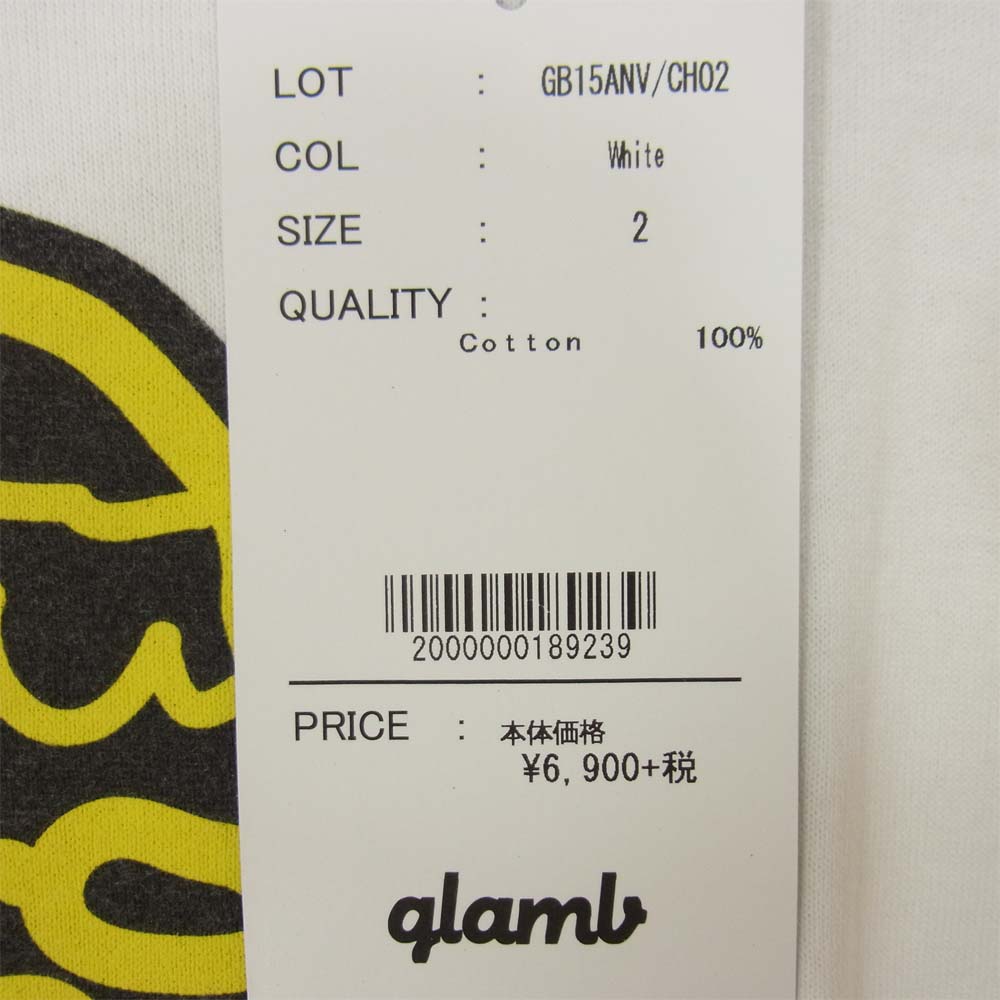 LOT : GB15ANV/CH02
COL : White
SIZE : 2
QUALITY :
Cotton 100%
2000000189239
PRICE : 本体価格
¥6,900+税
glamb